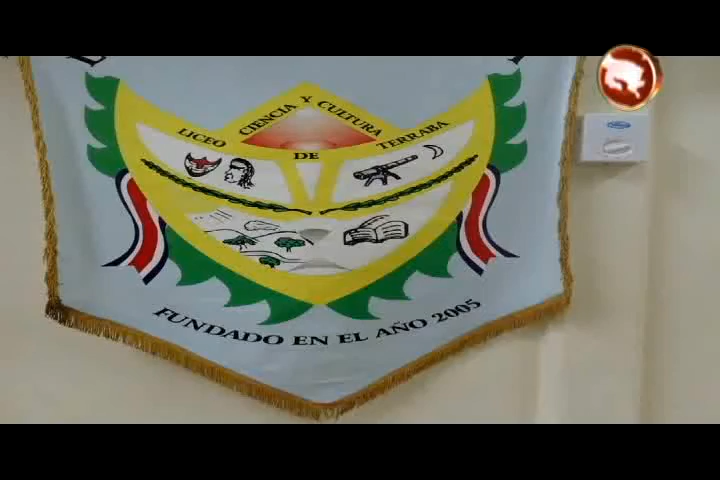 CIENCIA Y CULTURA
LICEO DE TERRABA
FUNDADO EN EL AÑO 2005